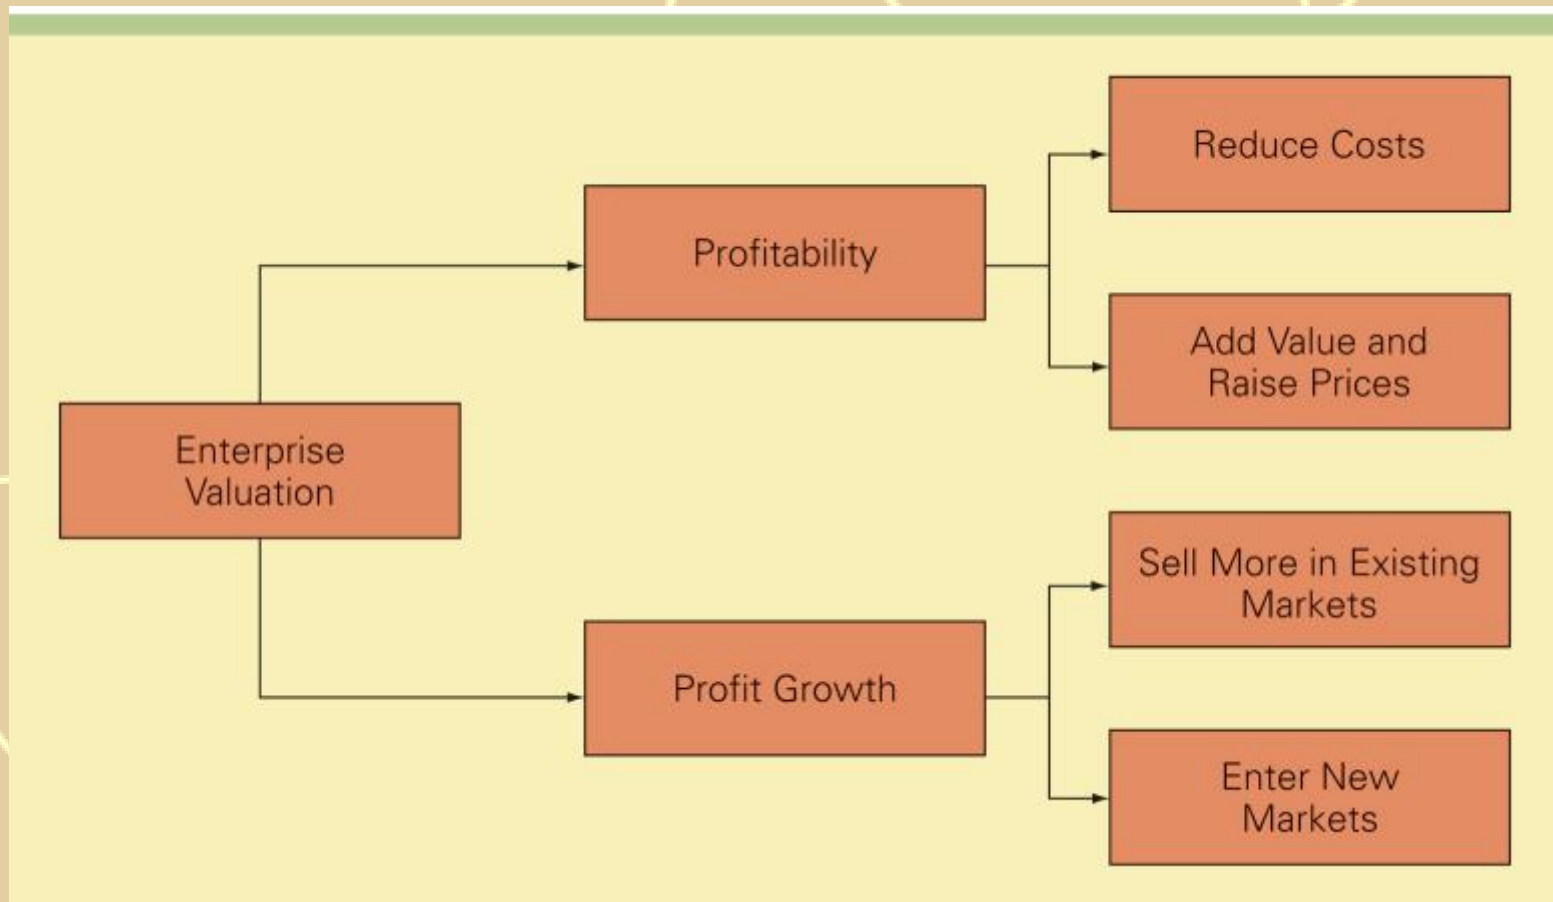 Enterprise
Valuation
Profitability
Reduce Costs
Add Value and
Raise Prices
Profit Growth
Sell More in Existing
Markets
Enter New
Markets